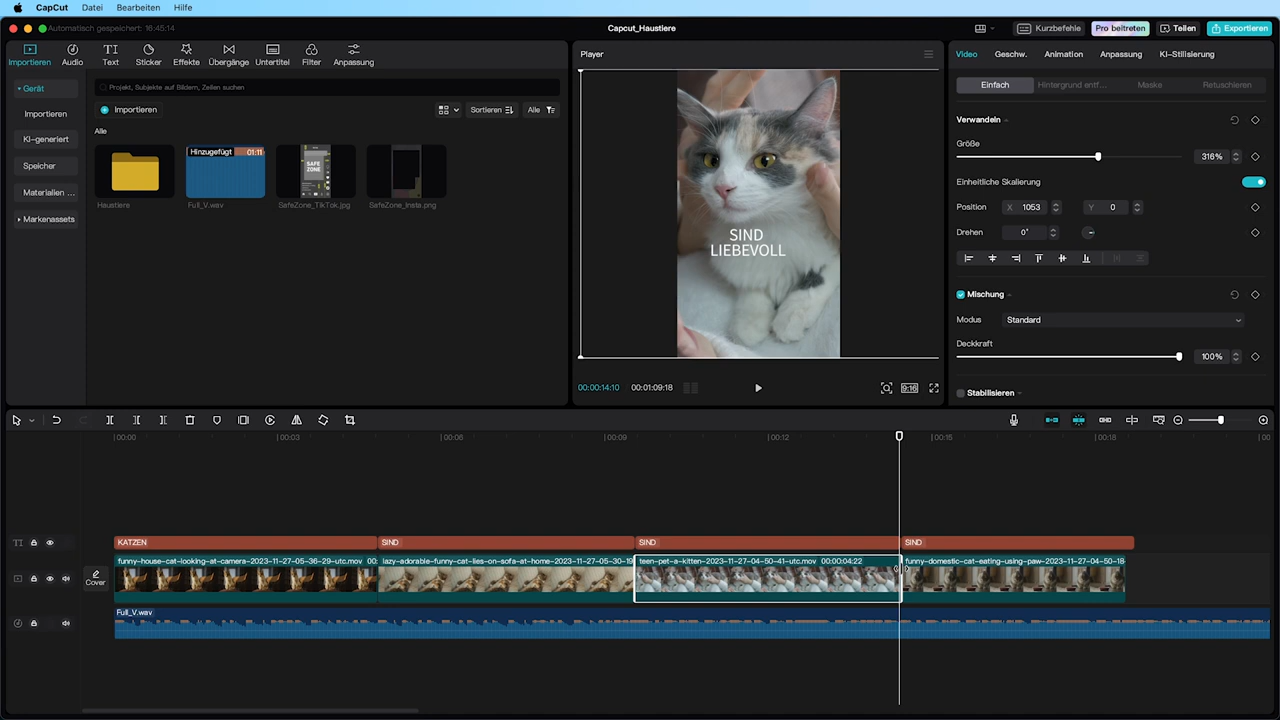 CapCut Datei Bearbeiten Hilfe
Automatisch gespeichert: 16:45:14
Capcut_Haustiere
Kurzbefehle
Pro beitreten
Teilen
Exportieren
Importieren Audio Text Sticker Effekte Übergänge Untertitel Filter Anpassung
Player
Video Geschw. Animation Anpassung KI-Stilisierung
Gerät
Importieren
KI-generiert
Speicher
Materialien ...
Markenassets
Projekt, Subjekte auf Bildern, Zeilen suchen
Importieren
Sortieren
Alle
Alle
Hinzugefügt 01:11
SAFE
ZONE
Haustiere
Full_V.wav
SafeZone_TikTok.jpg
SafeZone_Insta.png
SIND
LIEBEVOLL
00:00:14:10 00:01:09:18
9:16
Einfach Hintergrund entf... Maske Retuschieren
Verwandeln
Größe
316%
Einheitliche Skalierung
Position X 1053 Y 0
Drehen 0°
Mischung
Modus Standard
Deckkraft
100%
Stabilisieren
00:00 00:03 00:06 00:09 00:12 00:15 00:18 00
TI
KATZEN SIND SIND SIND
Cover
funny-house-cat-looking-at-camera-2023-11-27-05-36-29-utc.mov 00:
lazy-adorable-funny-cat-lies-on-sofa-at-home-2023-11-27-05-30-19
teen-pet-a-kitten-2023-11-27-04-50-41-utc.mov 00:00:04:22
funny-domestic-cat-eating-using-paw-2023-11-27-04-50-18-
Full_V.wav